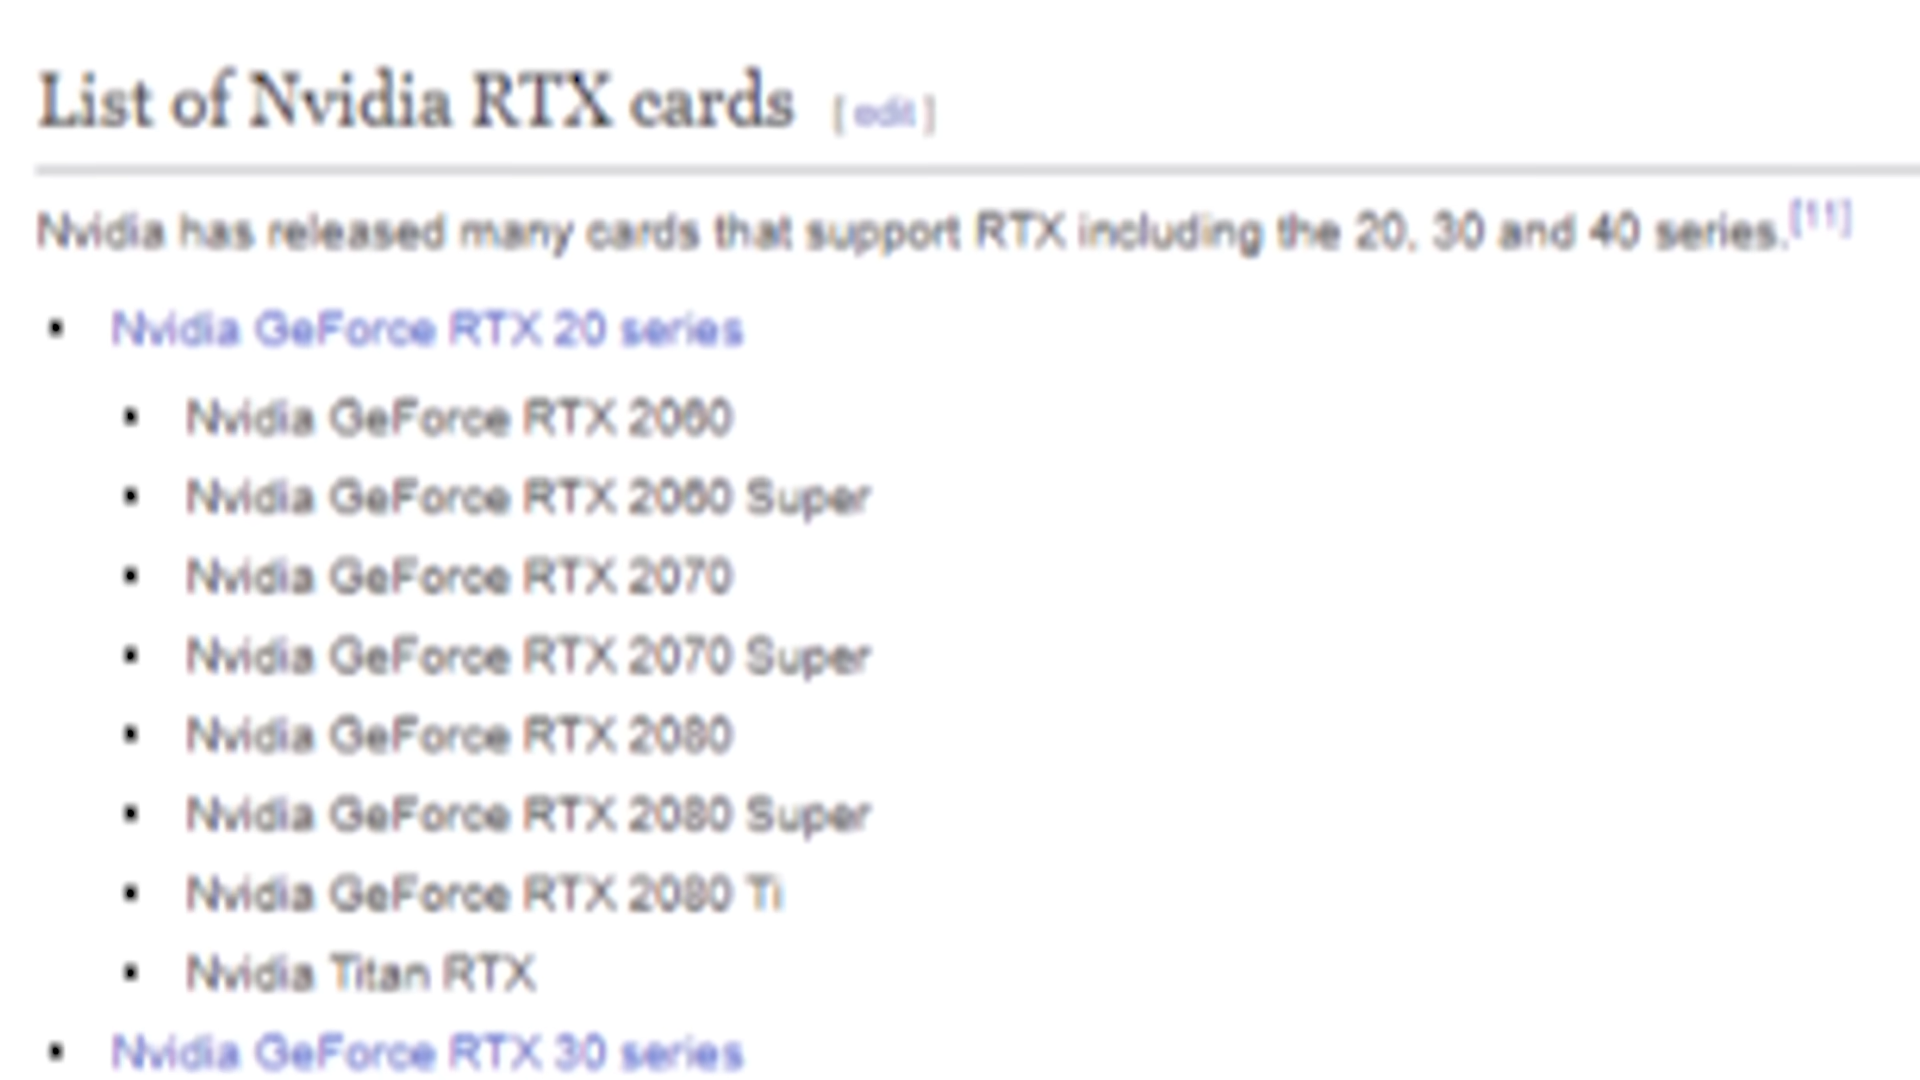 List of Nvidia RTX cards [ edit ]
Nvidia has released many cards that support RTX including the 20, 30 and 40 series.[11]
Nvidia GeForce RTX 20 series
Nvidia GeForce RTX 2060
Nvidia GeForce RTX 2060 Super
Nvidia GeForce RTX 2070
Nvidia GeForce RTX 2070 Super
Nvidia GeForce RTX 2080
Nvidia GeForce RTX 2080 Super
Nvidia GeForce RTX 2080 Ti
Nvidia Titan RTX
Nvidia GeForce RTX 30 series